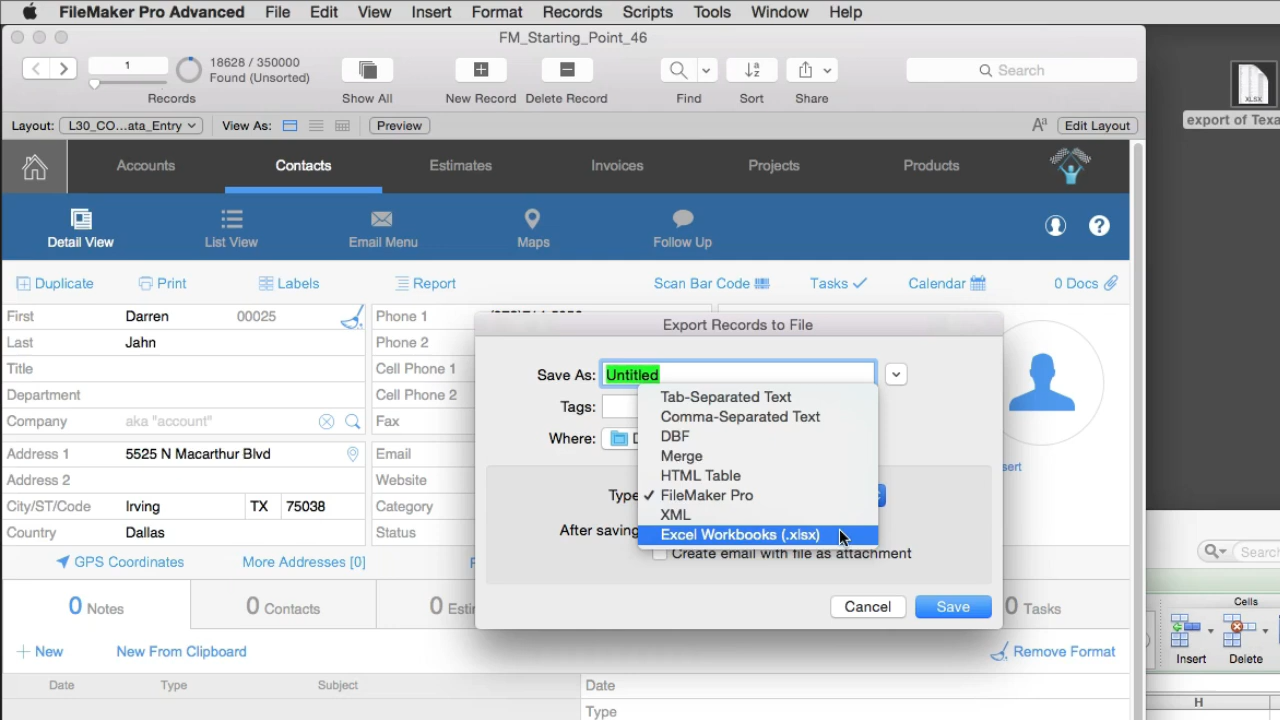 FileMaker Pro Advanced File Edit View Insert Format Records Scripts Tools Window Help
FM_Starting_Point_46
1
18628 / 350000
Found (Unsorted)
Search
Records Show All New Record Delete Record Find Sort Share
XLSX
export of Texa
Layout: L30_CO...ata_Entry View As: Preview Aa Edit Layout
Accounts Contacts Estimates Invoices Projects Products
Detail View List View Email Menu Maps Follow Up
Duplicate Print Labels Report Scan Bar Code Tasks Calendar 0 Docs
First Darren 00025 Phone 1
Last Jahn Phone 2
Title Cell Phone 1
Department Cell Phone 2
Company aka "account" Fax
Address 1 5525 N Macarthur Blvd Email
Address 2 Website
City/ST/Code Irving TX 75038 Category
Country Dallas Status
GPS Coordinates More Addresses [0]
Export Records to File
Save As: Untitled
Tags:
Where: D
Tab-Separated Text
Comma-Separated Text
DBF
Merge
HTML Table
Type ✓ FileMaker Pro
XML
After saving Excel Workbooks (.xlsx)
Create email with file as attachment
Cancel Save
sert
0 Notes 0 Contacts 0 Estir 0 Tasks
New New From Clipboard Remove Format
Date Type Subject Date
Type
Search
Cells
Insert Delete
H